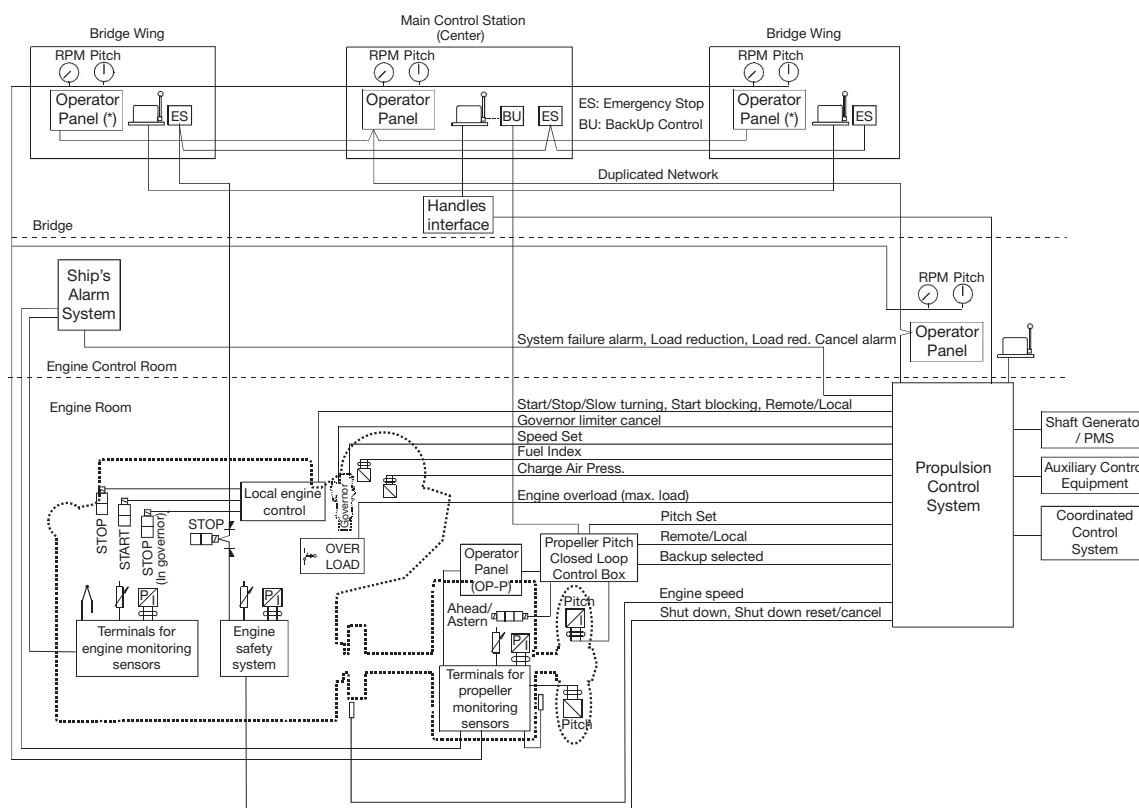 Main Control Station
(Center)
Bridge Wing
Bridge Wing
RPM Pitch
RPM Pitch
RPM Pitch
Operator
Panel (*)
ES
Operator
Panel
BU
ES
ES: Emergency Stop
BU: BackUp Control
Operator
Panel (*)
ES
Duplicated Network
Handles
interface
Bridge
Ship's
Alarm
System
RPM Pitch
Operator
Panel
System failure alarm, Load reduction, Load red. Cancel alarm
Engine Control Room
Engine Room
Start/Stop/Slow turning, Start blocking, Remote/Local
Governor limiter cancel
Speed Set
Fuel Index
Charge Air Press.
Engine overload (max. load)
Pitch Set
Remote/Local
Backup selected
Engine speed
Shut down, Shut down reset/cancel
Propulsion
Control
System
Shaft Generato
/ PMS
Auxiliary Contro
Equipment
Coordinated
Control
System
Local engine
control
Governor
STOP
START
STOP
(In governor)
STOP
OVER
LOAD
Operator
Panel
(OP-P)
Propeller Pitch
Closed Loop
Control Box
Ahead/
Astern
Pitch
I
P
I
P
I
P
I
Terminals for
engine monitoring
sensors
Engine
safety
system
Terminals for
propeller
monitoring
sensors
Pitch